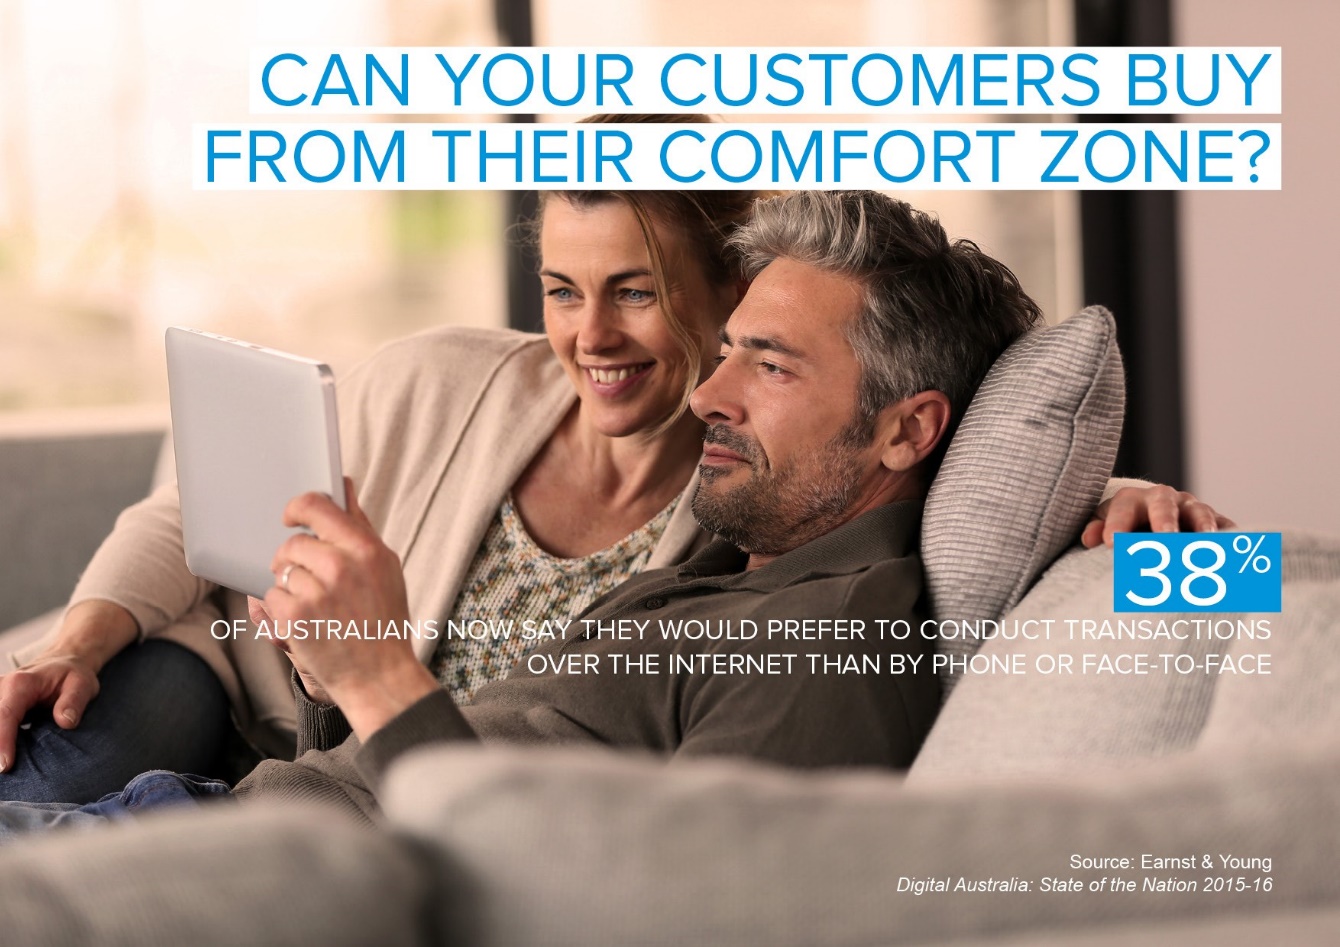 CAN YOUR CUSTOMERS BUY
FROM THEIR COMFORT ZONE?
38%
OF AUSTRALIANS NOW SAY THEY WOULD PREFER TO CONDUCT TRANSACTIONS
OVER THE INTERNET THAN BY PHONE OR FACE-TO-FACE
Source: Earnst & Young
Digital Australia: State of the Nation 2015-16